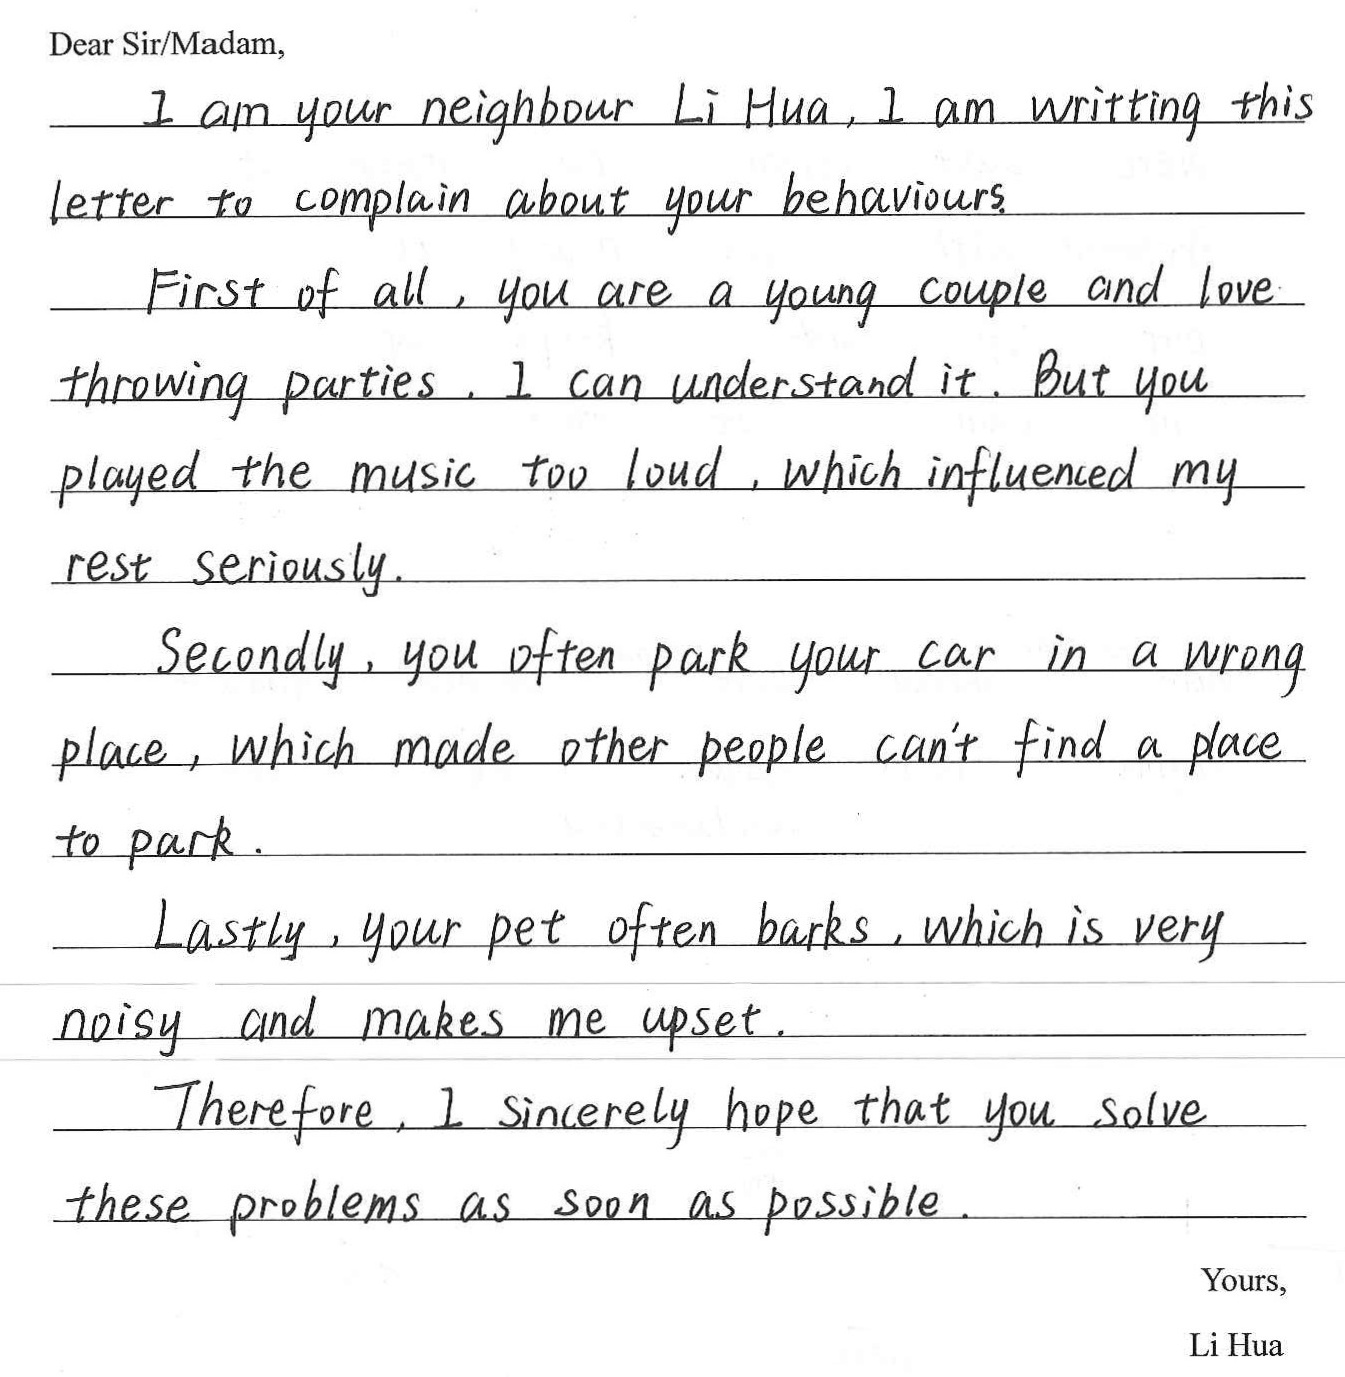 Dear Sir/Madam,
I am your neighbour Li Hua, I am writting this
letter to complain about your behaviours.
First of all, you are a young couple and love
throwing parties. I can understand it. But you
played the music too loud, which influenced my
rest seriously.
Secondly, you often park your car in a wrong
place, which made other people can't find a place
to park.
Lastly, your pet often barks, which is very
noisy and makes me upset.
Therefore, I sincerely hope that you solve
these problems as soon as possible.
Yours,
Li Hua